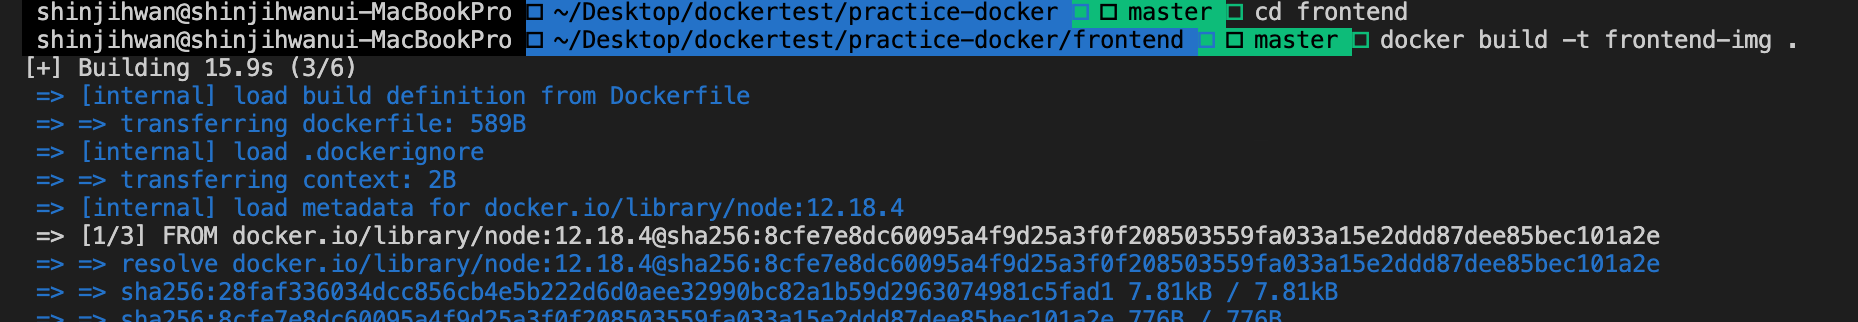 shinjihwan@shinjihwanui-MacBookPro ~/Desktop/dockertest/practice-docker master cd frontend
shinjihwan@shinjihwanui-MacBookPro ~/Desktop/dockertest/practice-docker/frontend master docker build -t frontend-img .
[+] Building 15.9s (3/6)
=> [internal] load build definition from Dockerfile
=> => transferring dockerfile: 589B
=> [internal] load .dockerignore
=> => transferring context: 2B
=> [internal] load metadata for docker.io/library/node:12.18.4
=> [1/3] FROM docker.io/library/node:12.18.4@sha256:8cfe7e8dc60095a4f9d25a3f0f208503559fa033a15e2ddd87dee85bec101a2e
=> => resolve docker.io/library/node:12.18.4@sha256:8cfe7e8dc60095a4f9d25a3f0f208503559fa033a15e2ddd87dee85bec101a2e
=> => sha256:28faf336034dcc856cb4e5b222d6d0aee32990bc82a1b59d2963074981c5fad1 7.81kB / 7.81kB
=> => sha256:8cfe7e8dc60095a4f9d25a3f0f208503559fa033a15e2ddd87dee85bec101a2e 776B / 776B